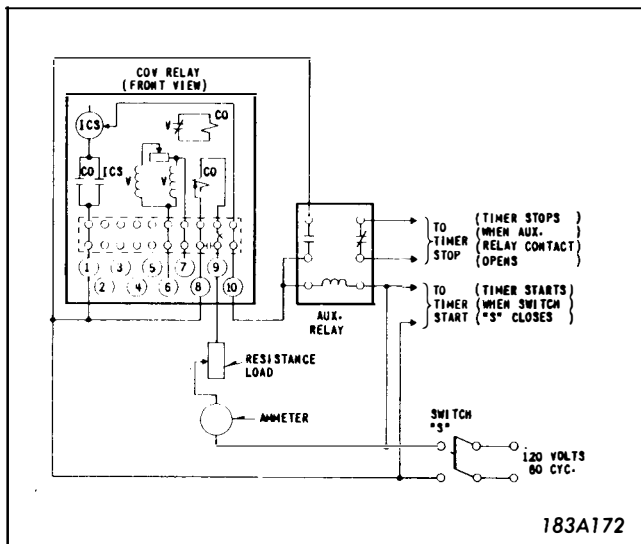 COV RELAY
(FRONT VIEW)
ICS
CO
V
CO ICS
V
V
CO
1
3
5
7
9
2
4
6
8
10
AUX.
RELAY
TO
TIMER
STOP
(TIMER STOPS
(WHEN AUX.
(RELAY CONTACT
(OPENS
TO
TIMER
START
(TIMER STARTS
(WHEN SWITCH
("S" CLOSES
RESISTANCE
LOAD
AMMETER
SWITCH
"S"
120 VOLTS
60 CYC.
183A172